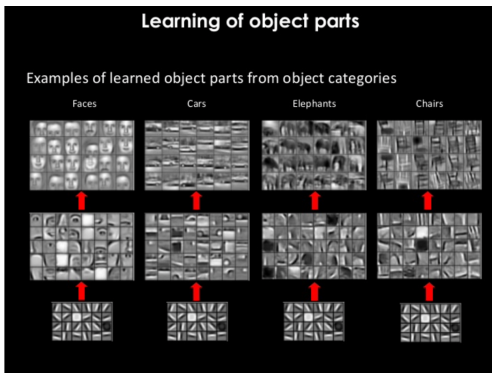 Learning of object parts
Examples of learned object parts from object categories
Faces
Cars
Elephants
Chairs